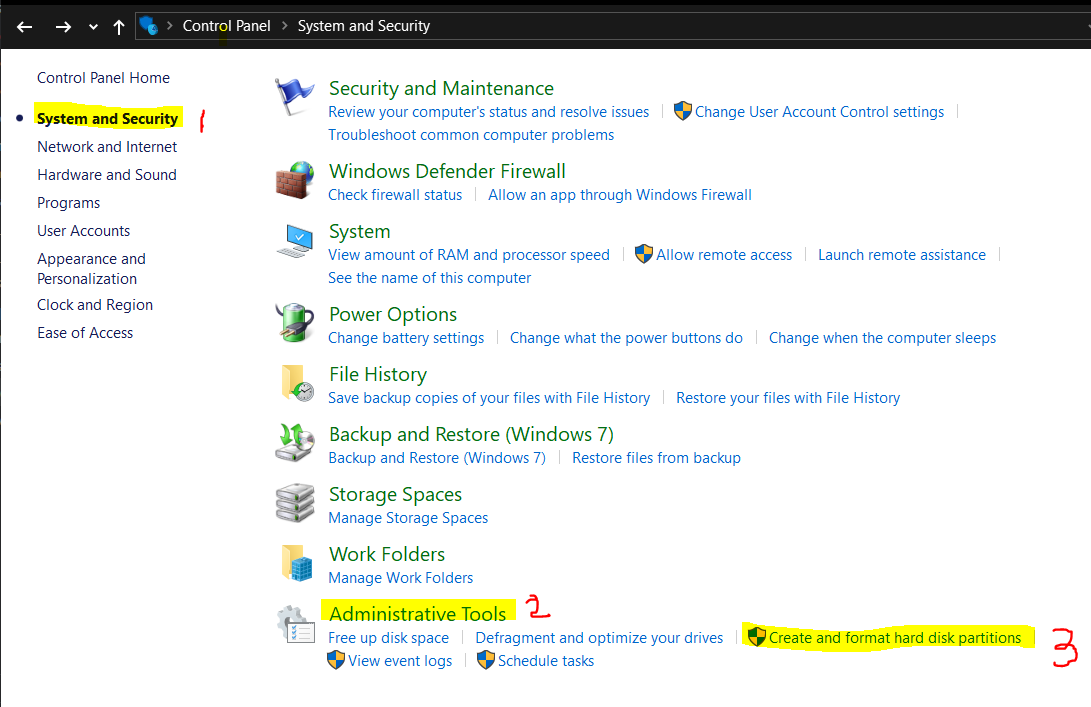 Control Panel > System and Security
Control Panel Home
System and Security 1
Network and Internet
Hardware and Sound
Programs
User Accounts
Appearance and
Personalization
Clock and Region
Ease of Access
Security and Maintenance
Review your computer's status and resolve issues | Change User Account Control settings |
Troubleshoot common computer problems
Windows Defender Firewall
Check firewall status | Allow an app through Windows Firewall
System
View amount of RAM and processor speed | Allow remote access | Launch remote assistance |
See the name of this computer
Power Options
Change battery settings | Change what the power buttons do | Change when the computer sleeps
File History
Save backup copies of your files with File History | Restore your files with File History
Backup and Restore (Windows 7)
Backup and Restore (Windows 7) | Restore files from backup
Storage Spaces
Manage Storage Spaces
Work Folders
Manage Work Folders
Administrative Tools 2
Free up disk space | Defragment and optimize your drives | Create and format hard disk partitions 3
View event logs | Schedule tasks